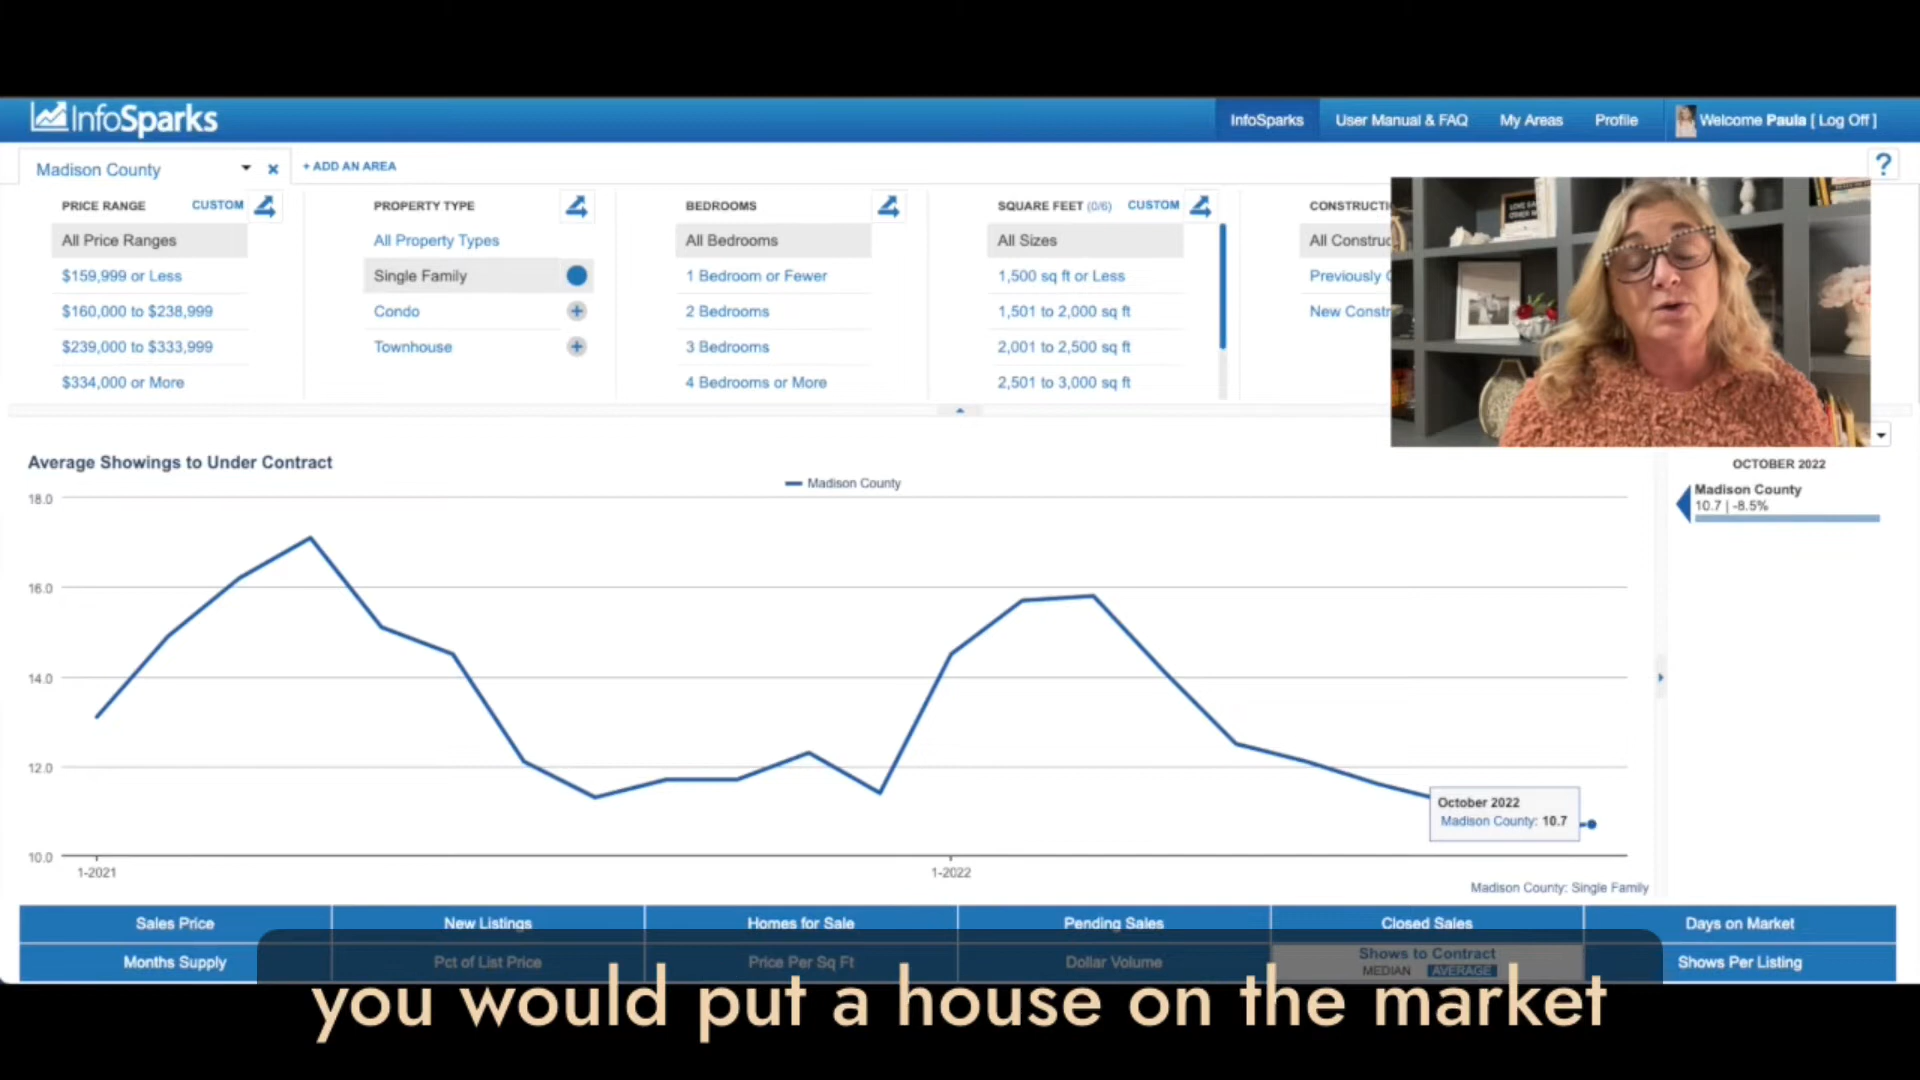 InfoSparks
InfoSparks
User Manual & FAQ
My Areas
Profile
Welcome Paula [ Log Off ]
Madison County
+ ADD AN AREA
?
PRICE RANGE CUSTOM
All Price Ranges
$159,999 or Less
$160,000 to $238,999
$239,000 to $333,999
$334,000 or More
PROPERTY TYPE
All Property Types
Single Family
Condo
Townhouse
BEDROOMS
All Bedrooms
1 Bedroom or Fewer
2 Bedrooms
3 Bedrooms
4 Bedrooms or More
SQUARE FEET (0/6) CUSTOM
All Sizes
1,500 sq ft or Less
1,501 to 2,000 sq ft
2,001 to 2,500 sq ft
2,501 to 3,000 sq ft
CONSTRUCTI
All Construc
Previously
New Constr
Average Showings to Under Contract
Madison County
18.0
16.0
14.0
12.0
10.0
1-2021
1-2022
October 2022
Madison County: 10.7
Madison County: Single Family
OCTOBER 2022
Madison County
10.7 | -8.5%
Sales Price
New Listings
Homes for Sale
Pending Sales
Closed Sales
Days on Market
Months Supply
Pct of List Price
Price Per Sq Ft
Dollar Volume
Shows to Contract
MEDIAN AVERAGE
Shows Per Listing
you would put a house on the market